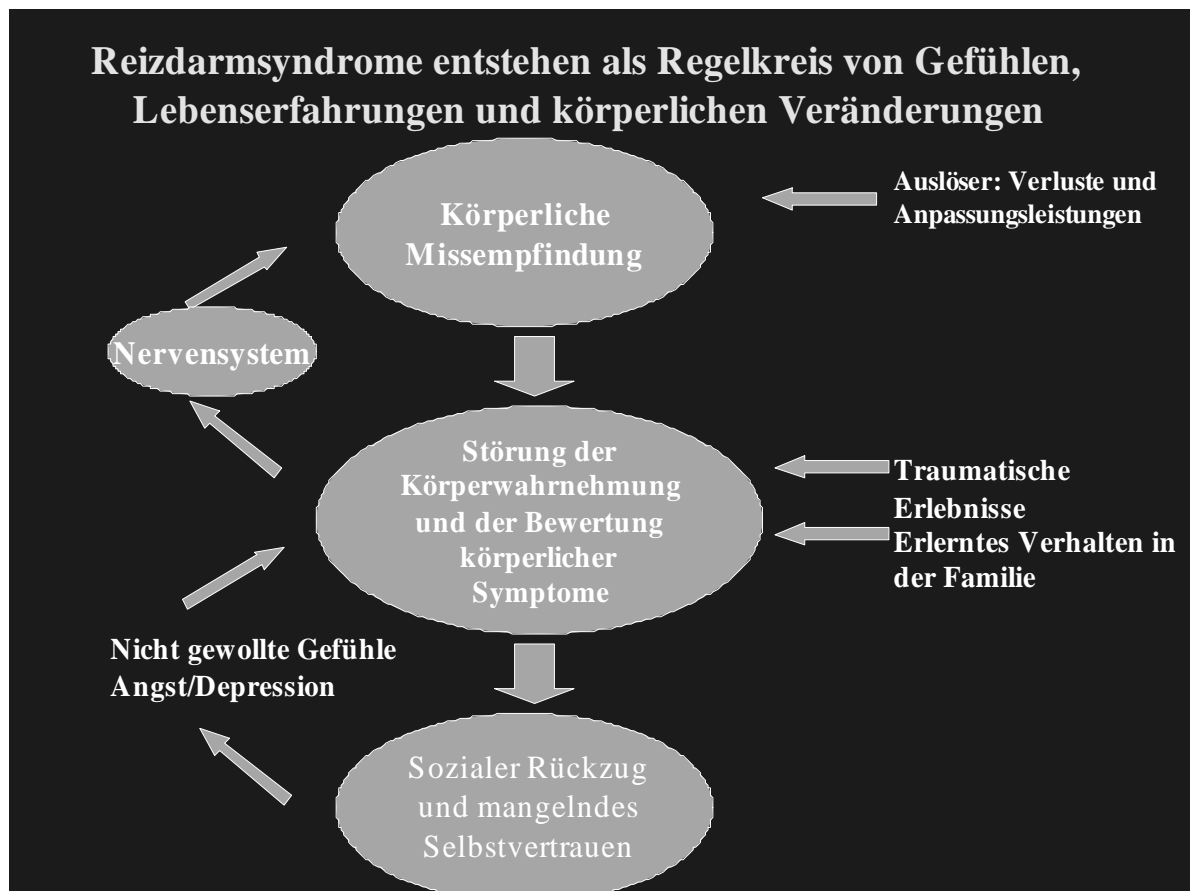 Reizdarmsyndrome entstehen als Regelkreis von Gefühlen,
Lebenserfahrungen und körperlichen Veränderungen
Körperliche
Missempfindung
Auslöser: Verluste und
Anpassungsleistungen
Nervensystem
Störung der
Körperwahrnehmung
und der Bewertung
körperlicher
Symptome
Traumatische
Erlebnisse
Erlerntes Verhalten in
der Familie
Nicht gewollte Gefühle
Angst/Depression
Sozialer Rückzug
und mangelndes
Selbstvertrauen